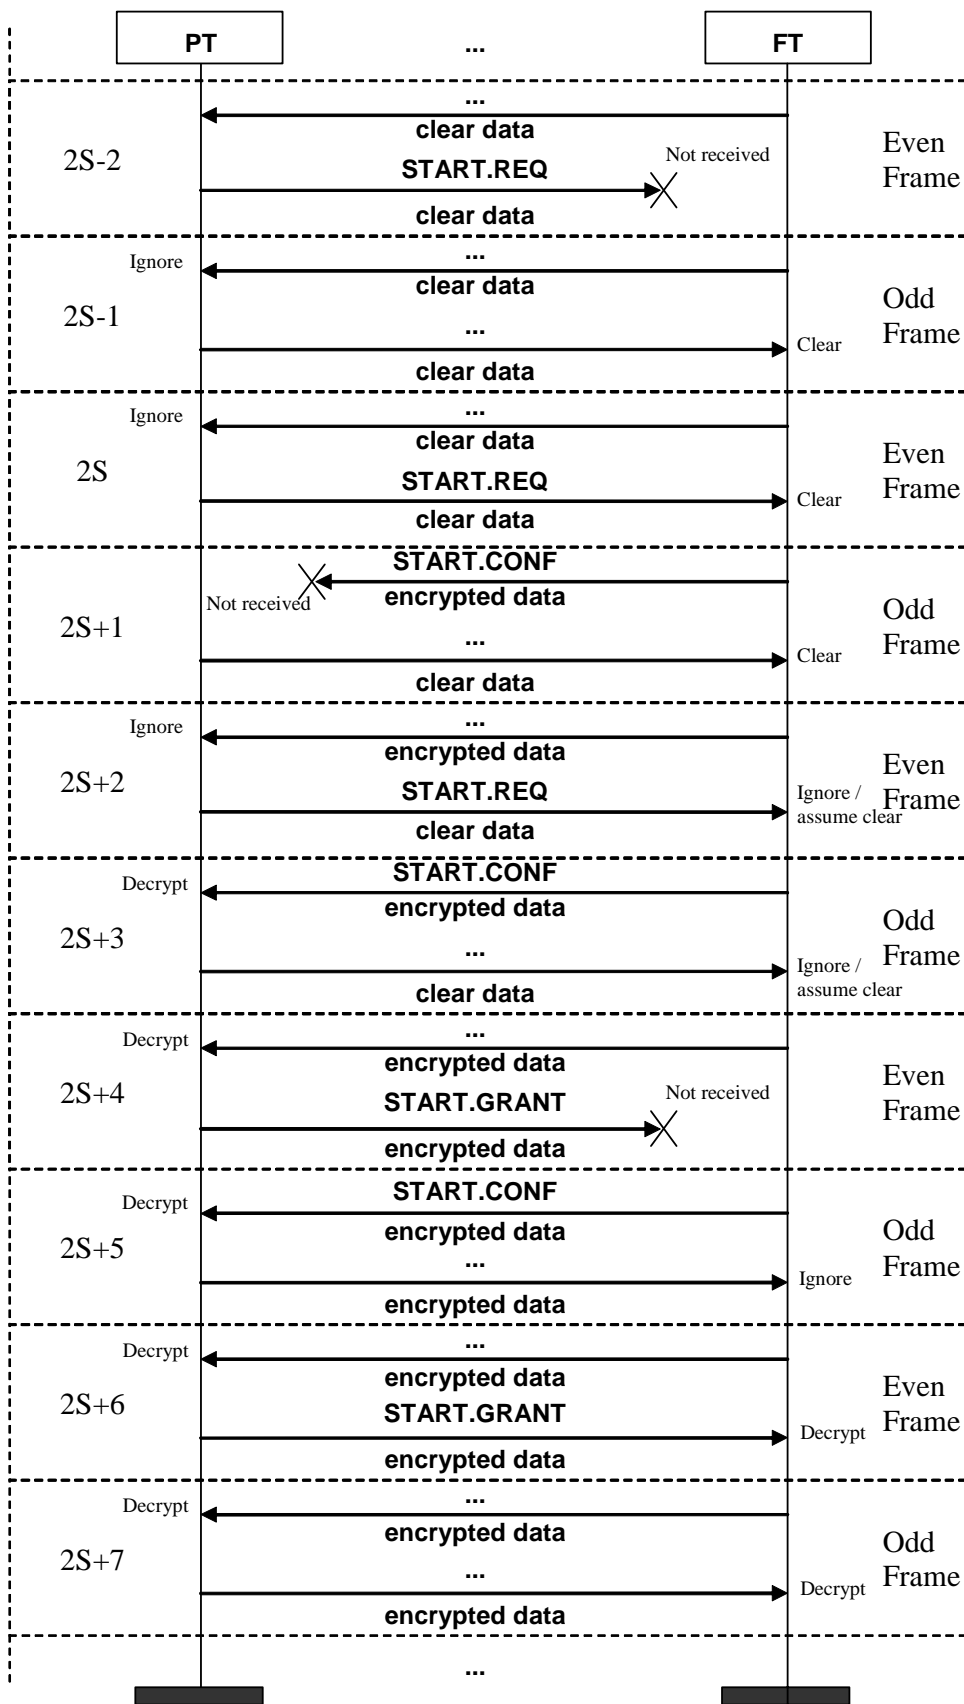 PT
...
FT
...
clear data
2S-2
START.REQ
Not received
clear data
Even
Frame
Ignore
...
clear data
2S-1
...
Clear
clear data
Odd
Frame
Ignore
...
clear data
2S
START.REQ
Clear
clear data
Even
Frame
START.CONF
Not received
encrypted data
2S+1
...
Clear
clear data
Odd
Frame
Ignore
...
encrypted data
2S+2
START.REQ
Ignore /
assume clear
clear data
Even
Frame
Decrypt
START.CONF
encrypted data
2S+3
...
Ignore /
assume clear
clear data
Odd
Frame
Decrypt
...
encrypted data
2S+4
START.GRANT
Not received
encrypted data
Even
Frame
Decrypt
START.CONF
encrypted data
2S+5
...
Ignore
encrypted data
Odd
Frame
Decrypt
...
encrypted data
2S+6
START.GRANT
Decrypt
encrypted data
Even
Frame
Decrypt
...
encrypted data
2S+7
...
Decrypt
encrypted data
Odd
Frame
...